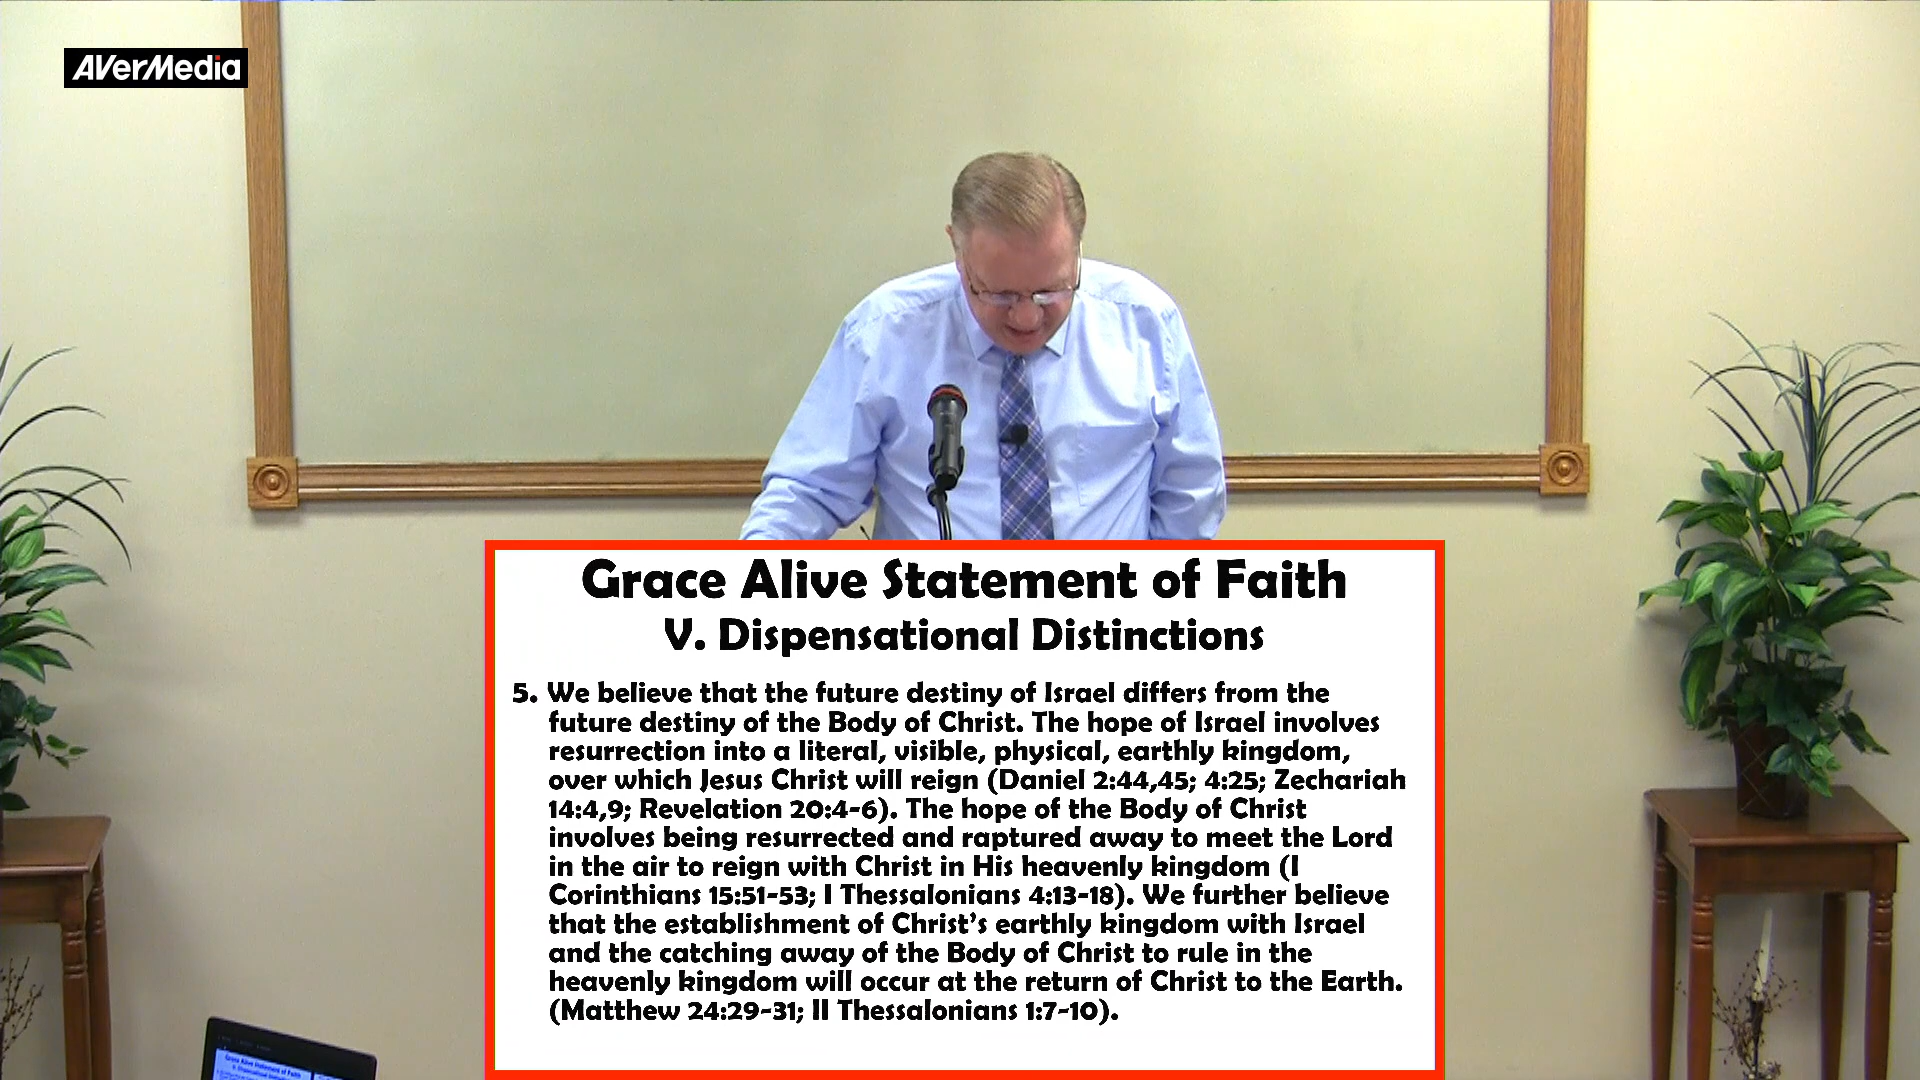 AVerMedia
Grace Alive Statement of Faith
V. Dispensational Distinctions
5. We believe that the future destiny of Israel differs from the
future destiny of the Body of Christ. The hope of Israel involves
resurrection into a literal, visible, physical, earthly kingdom,
over which Jesus Christ will reign (Daniel 2:44,45; 4:25; Zechariah
14:4,9; Revelation 20:4-6). The hope of the Body of Christ
involves being resurrected and raptured away to meet the Lord
in the air to reign with Christ in His heavenly kingdom (I
Corinthians 15:51-53; I Thessalonians 4:13-18). We further believe
that the establishment of Christ's earthly kingdom with Israel
and the catching away of the Body of Christ to rule in the
heavenly kingdom will occur at the return of Christ to the Earth.
(Matthew 24:29-31; II Thessalonians 1:7-10).
Grace Alive Statement of Faith
V. Dispensational Distinctions